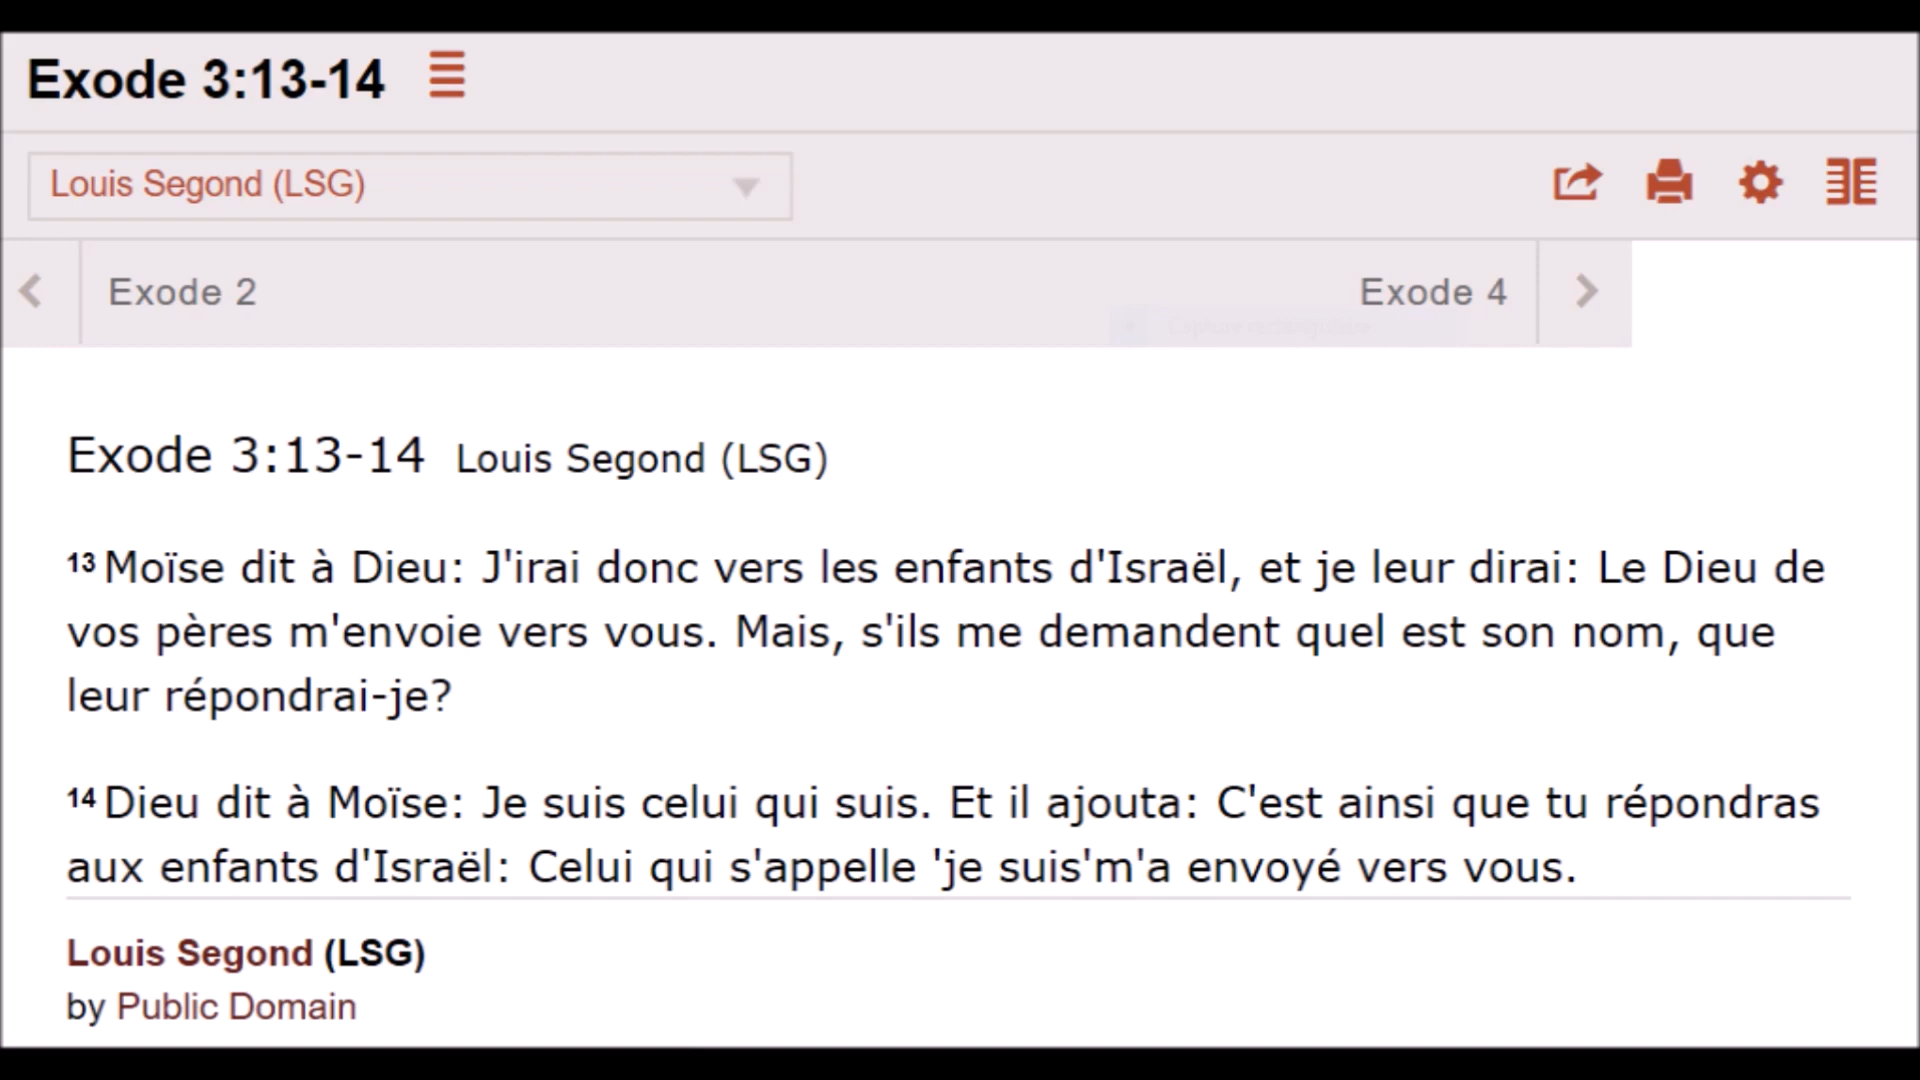 Exode 3:13-14
Louis Segond (LSG)
Exode 2
Exode 4
Exode 3:13-14 Louis Segond (LSG)
13 Moïse dit à Dieu: J'irai donc vers les enfants d'Israël, et je leur dirai: Le Dieu de
vos pères m'envoie vers vous. Mais, s'ils me demandent quel est son nom, que
leur répondrai-je?
14 Dieu dit à Moïse: Je suis celui qui suis. Et il ajouta: C'est ainsi que tu répondras
aux enfants d'Israël: Celui qui s'appelle 'je suis'm'a envoyé vers vous.
Louis Segond (LSG)
by Public Domain